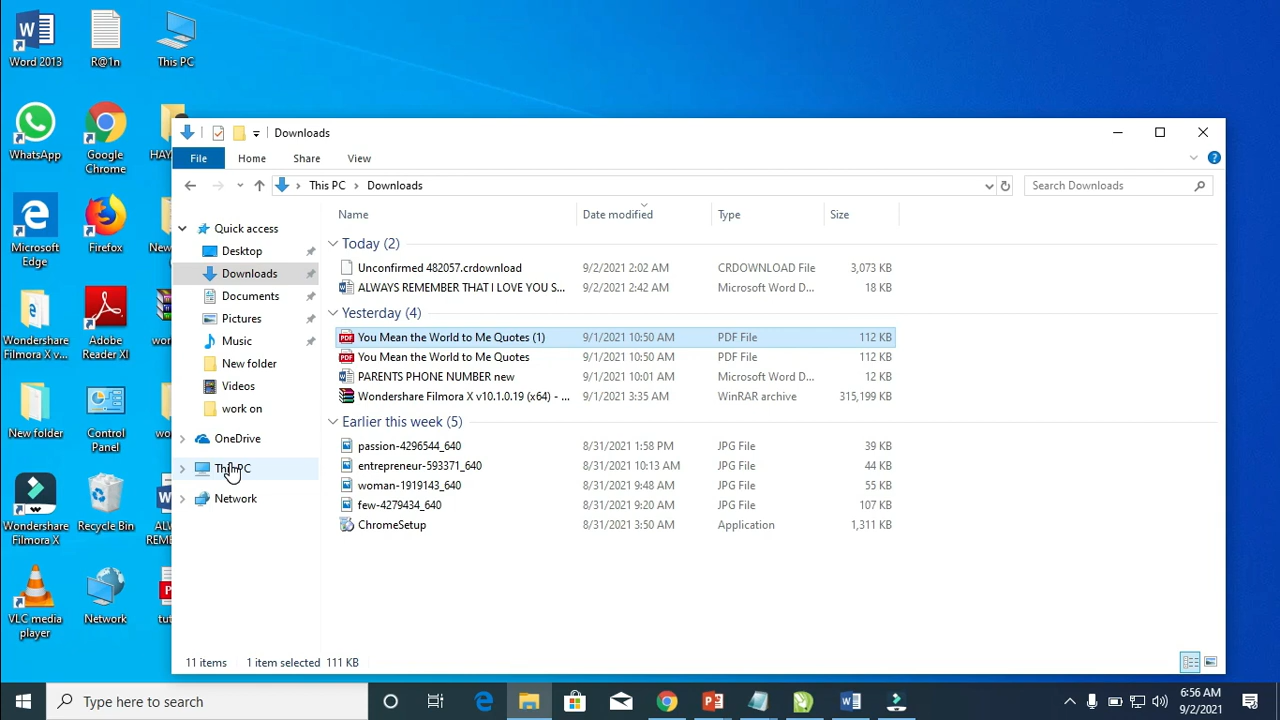 Word 2013
R@1n
This PC
WhatsApp
Google
Chrome
HAY
Microsoft
Edge
Firefox
New
Wondershare
Filmora X v...
Adobe
Reader XI
wor
New folder
Control
Panel
wo
Wondershare
Filmora X
Recycle Bin
AL
REMEI
VLC media
player
Network
tut
Downloads
File
Home
Share
View
This PC
Downloads
Search Downloads
Quick access
Desktop
Downloads
Documents
Pictures
Music
New folder
Videos
work on
OneDrive
Network
Name
Date modified
Type
Size
Today (2)
Unconfirmed 482057.crdownload 9/2/2021 2:02 AM CRDOWNLOAD File 3,073 KB
ALWAYS REMEMBER THAT I LOVE YOU S... 9/2/2021 2:42 AM Microsoft Word D... 18 KB
Yesterday (4)
You Mean the World to Me Quotes (1) 9/1/2021 10:50 AM PDF File 112 KB
You Mean the World to Me Quotes 9/1/2021 10:50 AM PDF File 112 KB
PARENTS PHONE NUMBER new 9/1/2021 10:01 AM Microsoft Word D... 12 KB
Wondershare Filmora X v10.1.0.19 (x64) - ... 9/1/2021 3:35 AM WinRAR archive 315,199 KB
Earlier this week (5)
passion-4296544_640 8/31/2021 1:58 PM JPG File 39 KB
entrepreneur-593371_640 8/31/2021 10:13 AM JPG File 44 KB
woman-1919143_640 8/31/2021 9:48 AM JPG File 55 KB
few-4279434_640 8/31/2021 9:20 AM JPG File 107 KB
ChromeSetup 8/31/2021 3:50 AM Application 1,311 KB
11 items 1 item selected 111 KB
Type here to search
6:56 AM
9/2/2021